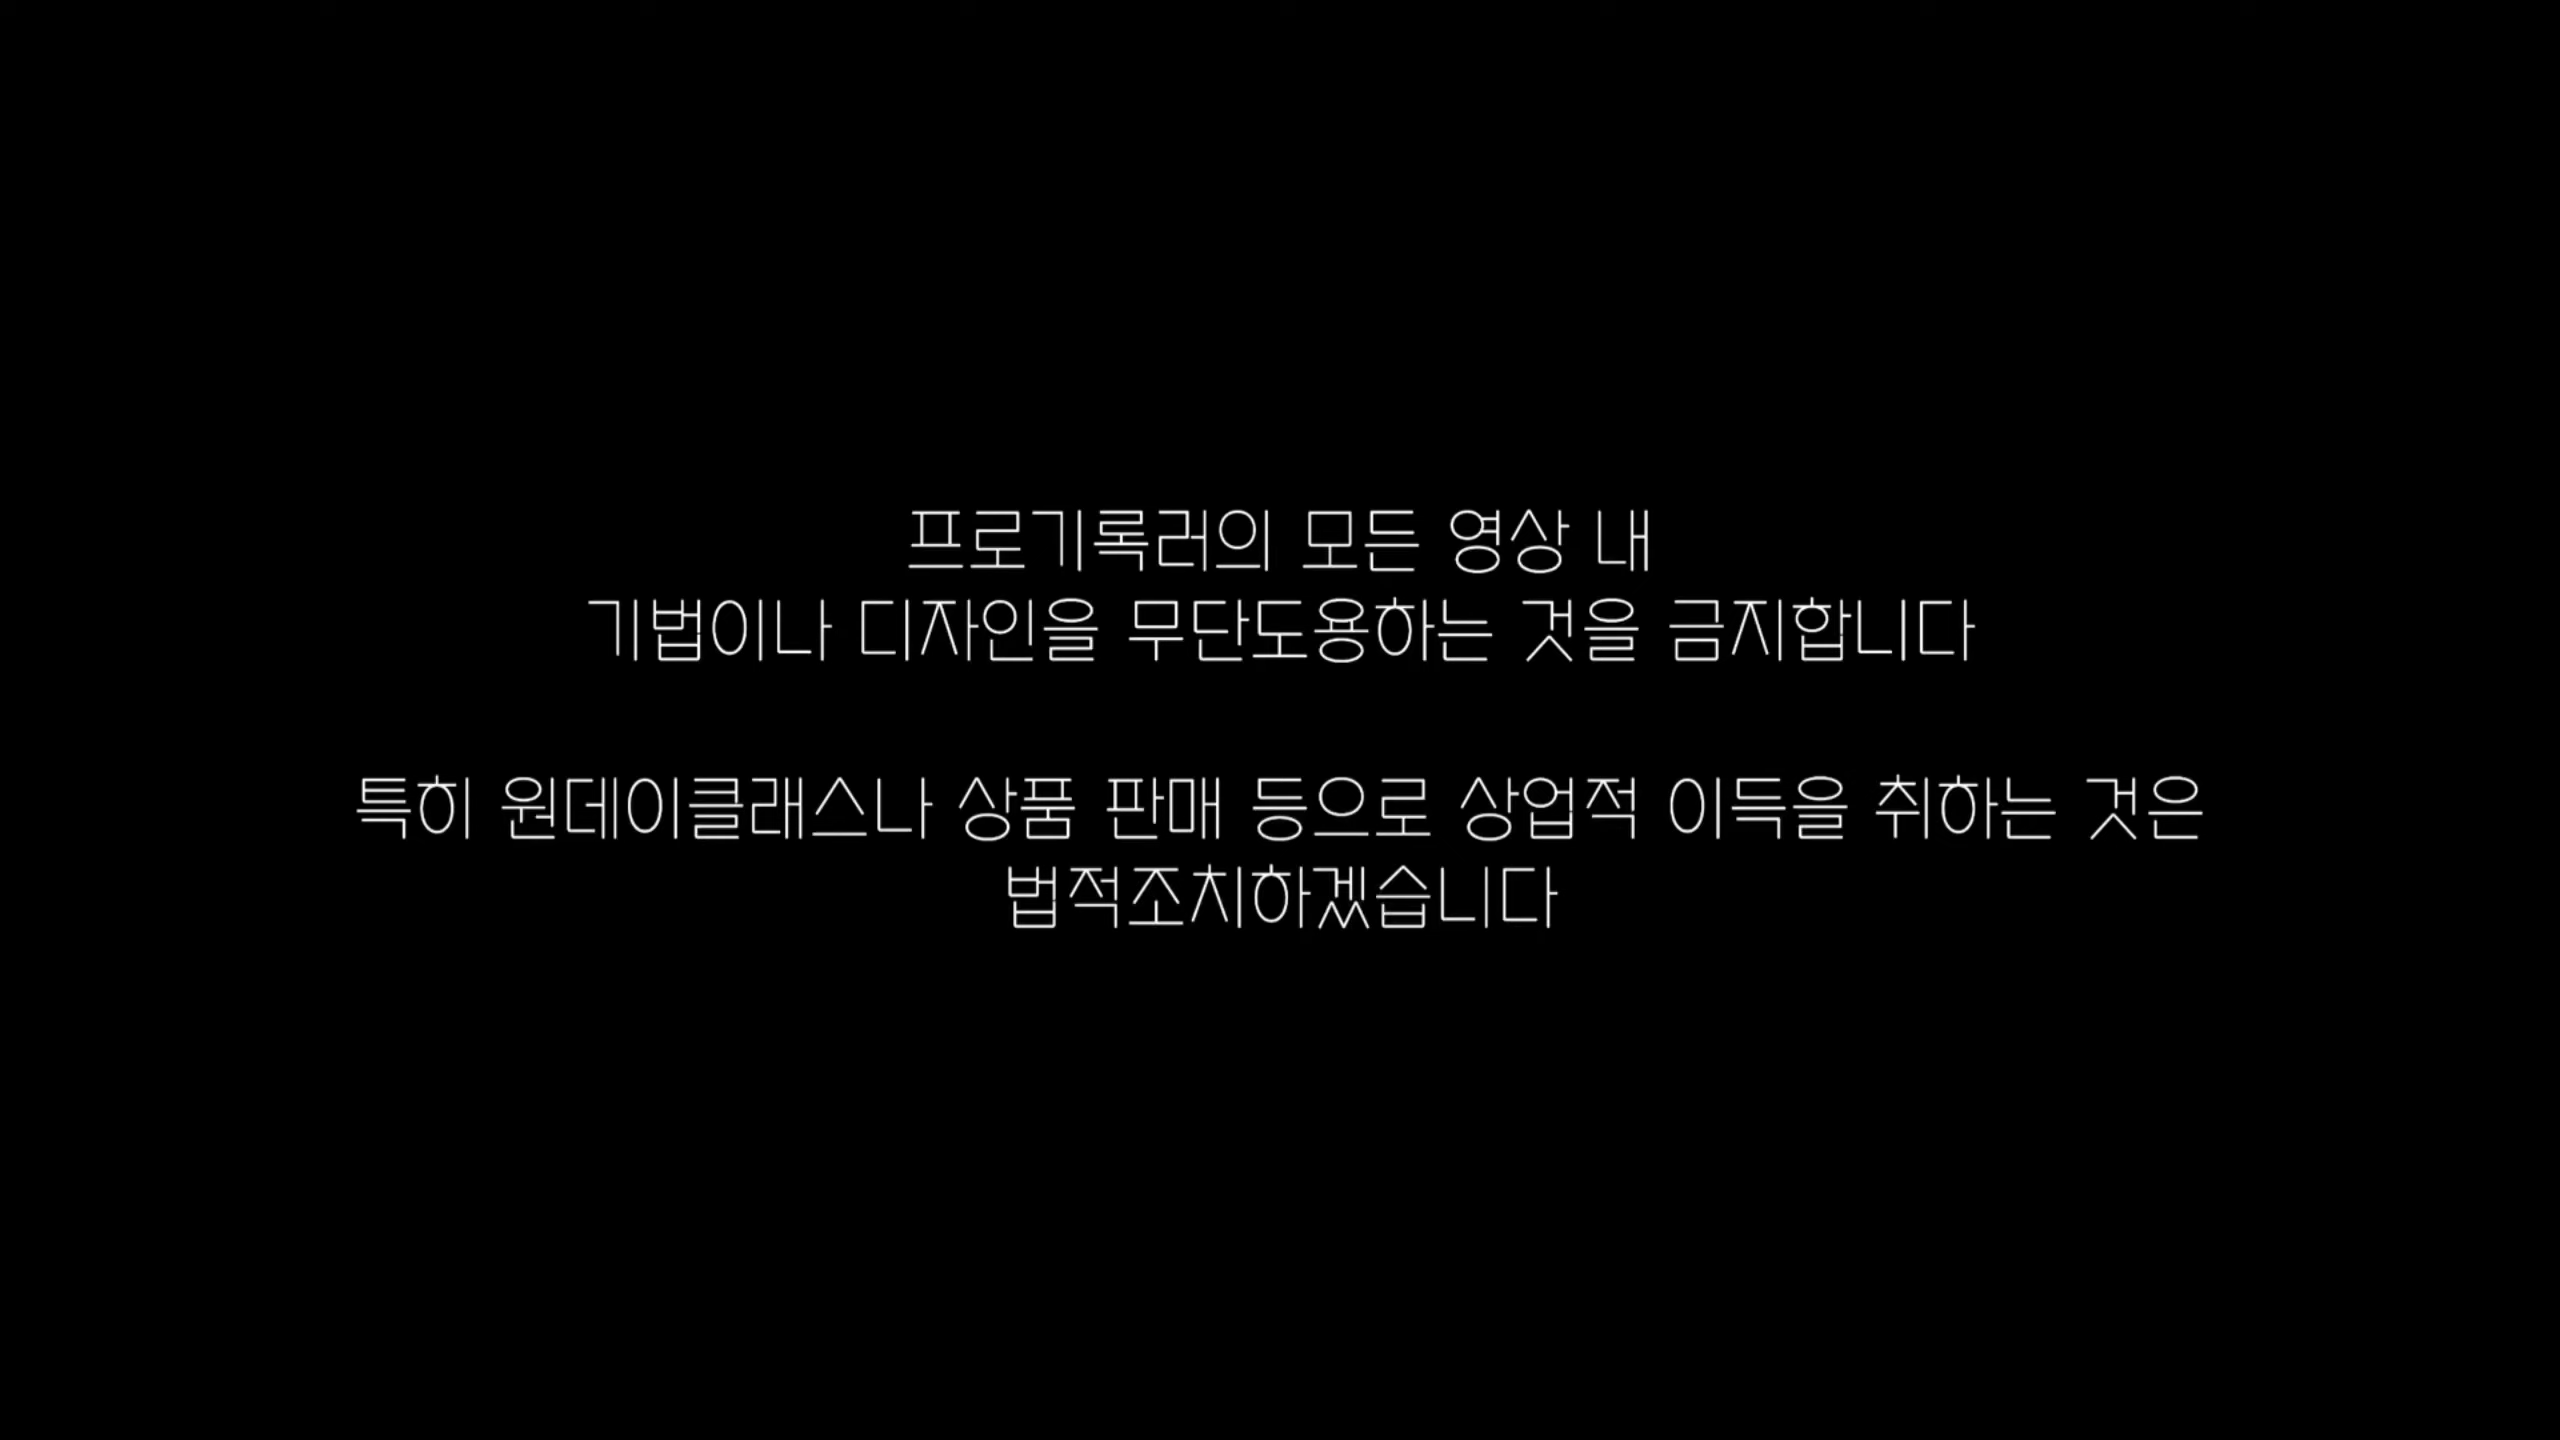 프로기록러의 모든 영상 내
기법이나 디자인을 무단도용하는 것을 금지합니다
특히 원데이클래스나 상품 판매 등으로 상업적 이득을 취하는 것은
법적조치하겠습니다